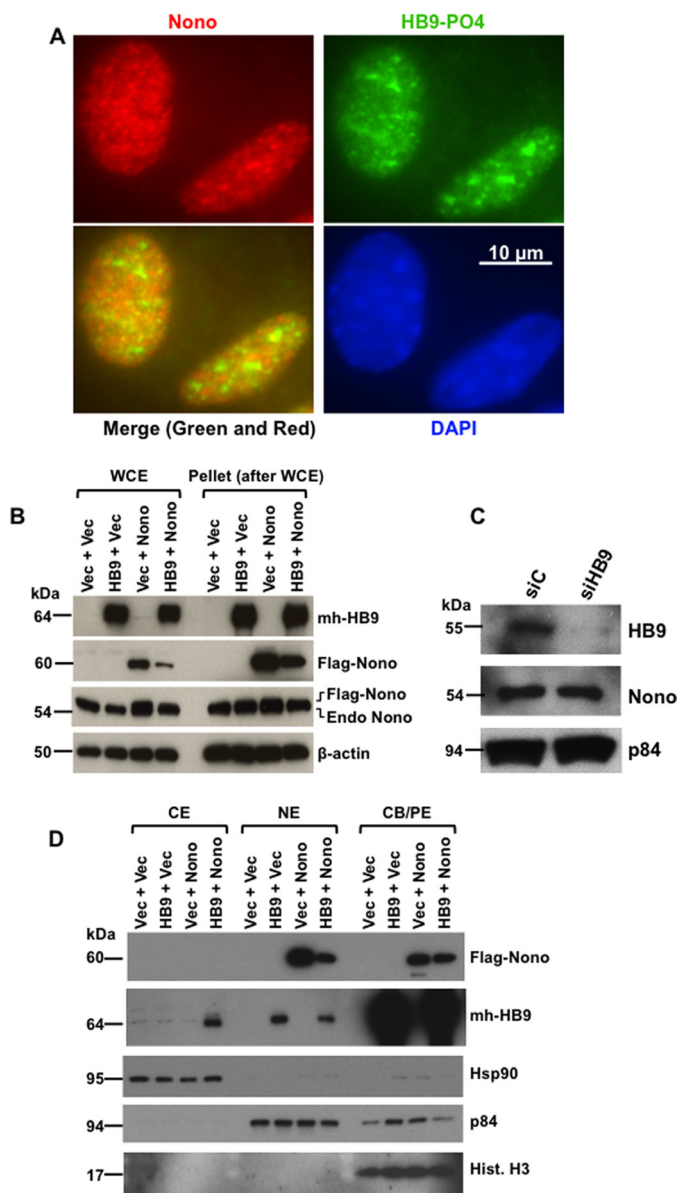 Nono
HB9-PO4
A
10 µm
Merge (Green and Red)
DAPI
WCE
Pellet (after WCE)
B
Vec + Vec
HB9 + Vec
Vec + Nono
HB9 + Nono
Vec + Vec
HB9 + Vec
Vec + Nono
HB9 + Nono
kDa
64
mh-HB9
60
Flag-Nono
54
Flag-Nono
Endo Nono
50
β-actin
C
siC
siHB9
kDa
55
HB9
54
Nono
94
p84
CE
NE
CB/PE
D
Vec + Vec
HB9 + Vec
Vec + Nono
HB9 + Nono
Vec + Vec
HB9 + Vec
Vec + Nono
HB9 + Nono
Vec + Vec
HB9 + Vec
Vec + Nono
HB9 + Nono
kDa
60
Flag-Nono
64
mh-HB9
95
Hsp90
94
p84
17
Hist. H3